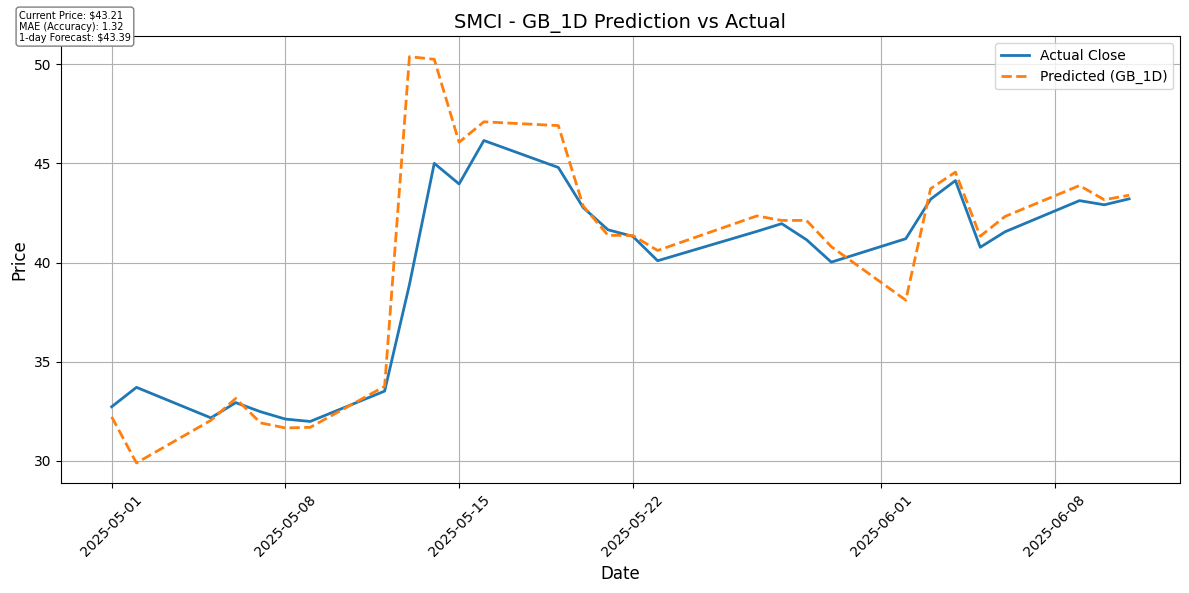 SMCI - GB_1D Prediction vs Actual
Current Price: $43.21
MAE (Accuracy): 1.32
1-day Forecast: $43.39
Actual Close
Predicted (GB_1D)
Price
50
45
40
35
30
2025-05-01
2025-05-08
2025-05-15
2025-05-22
2025-06-01
2025-06-08
Date